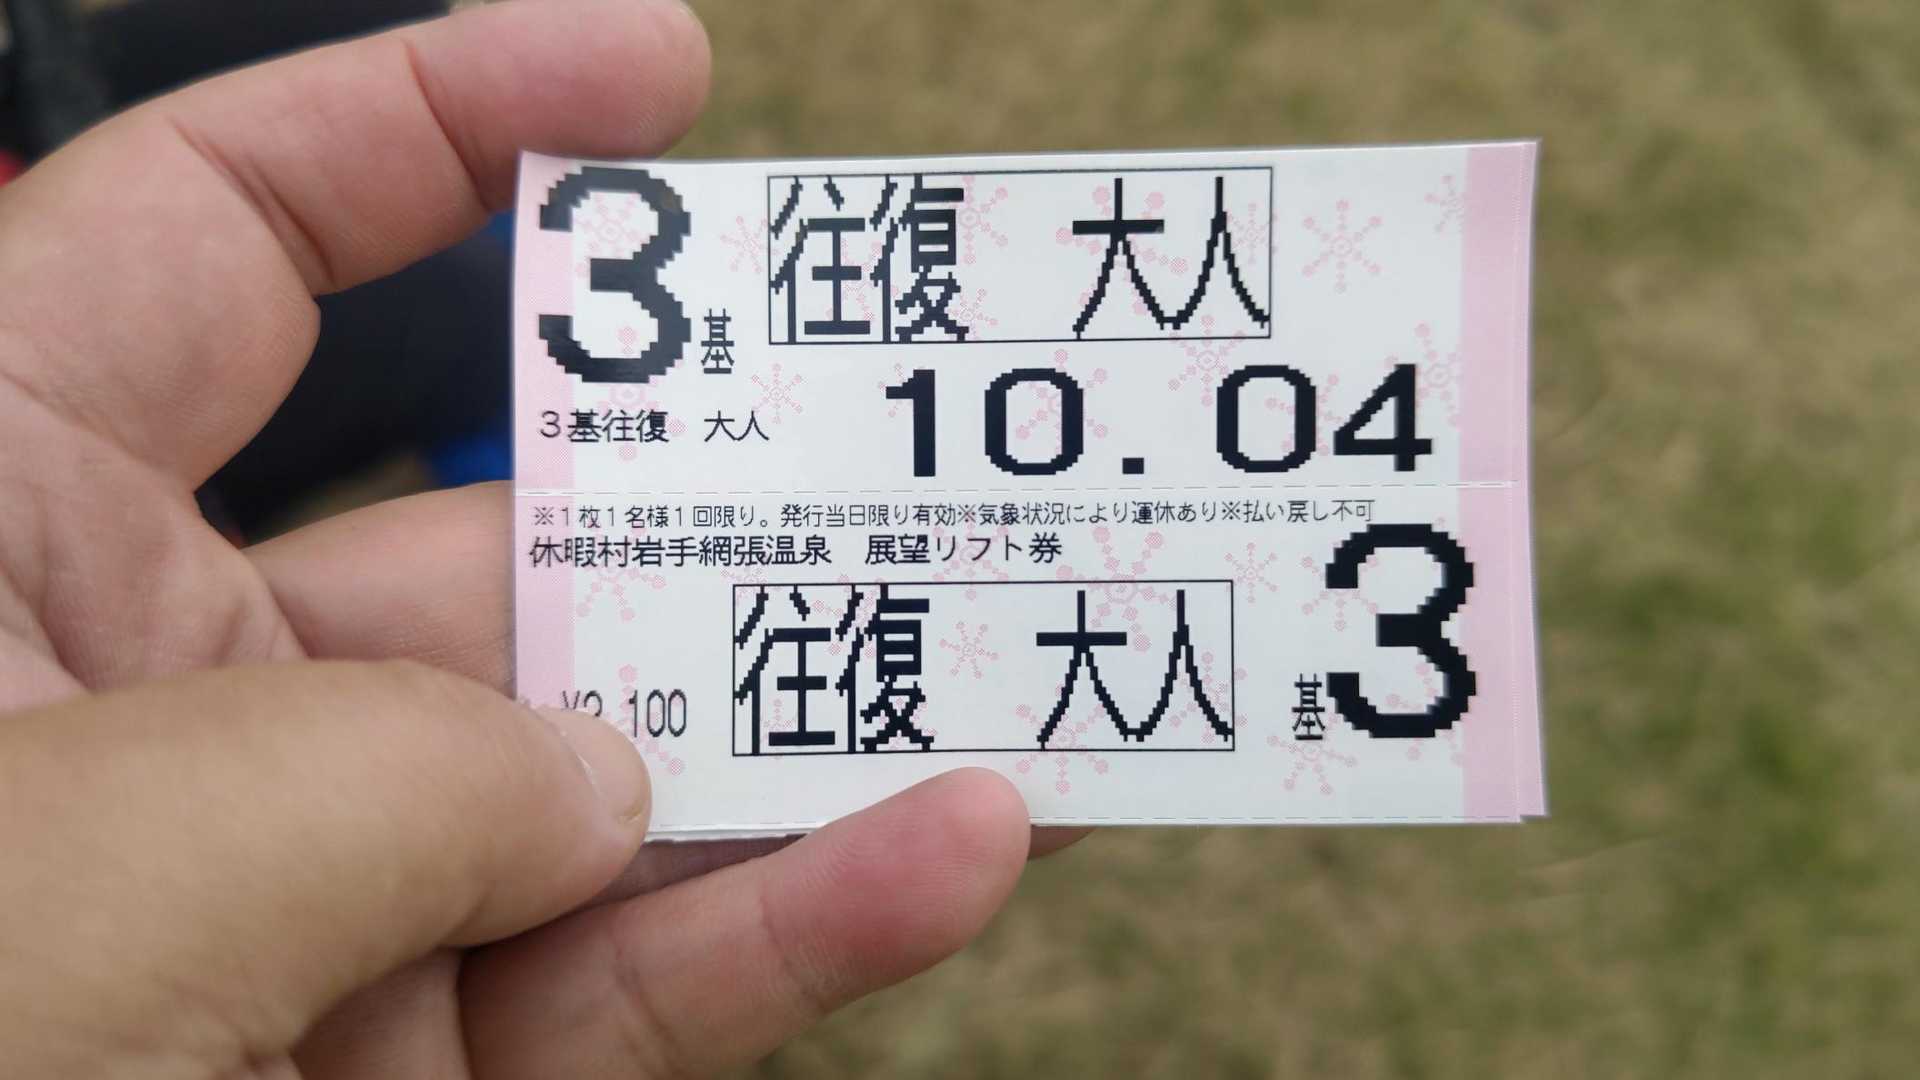 3基 往復 大人
3基往復 大人 10.04
※1枚1名様1回限り。発行当日限り有効※気象状況により運休あり※払い戻し不可
休暇村岩手網張温泉 展望リフト券
100 往復 大人 基3